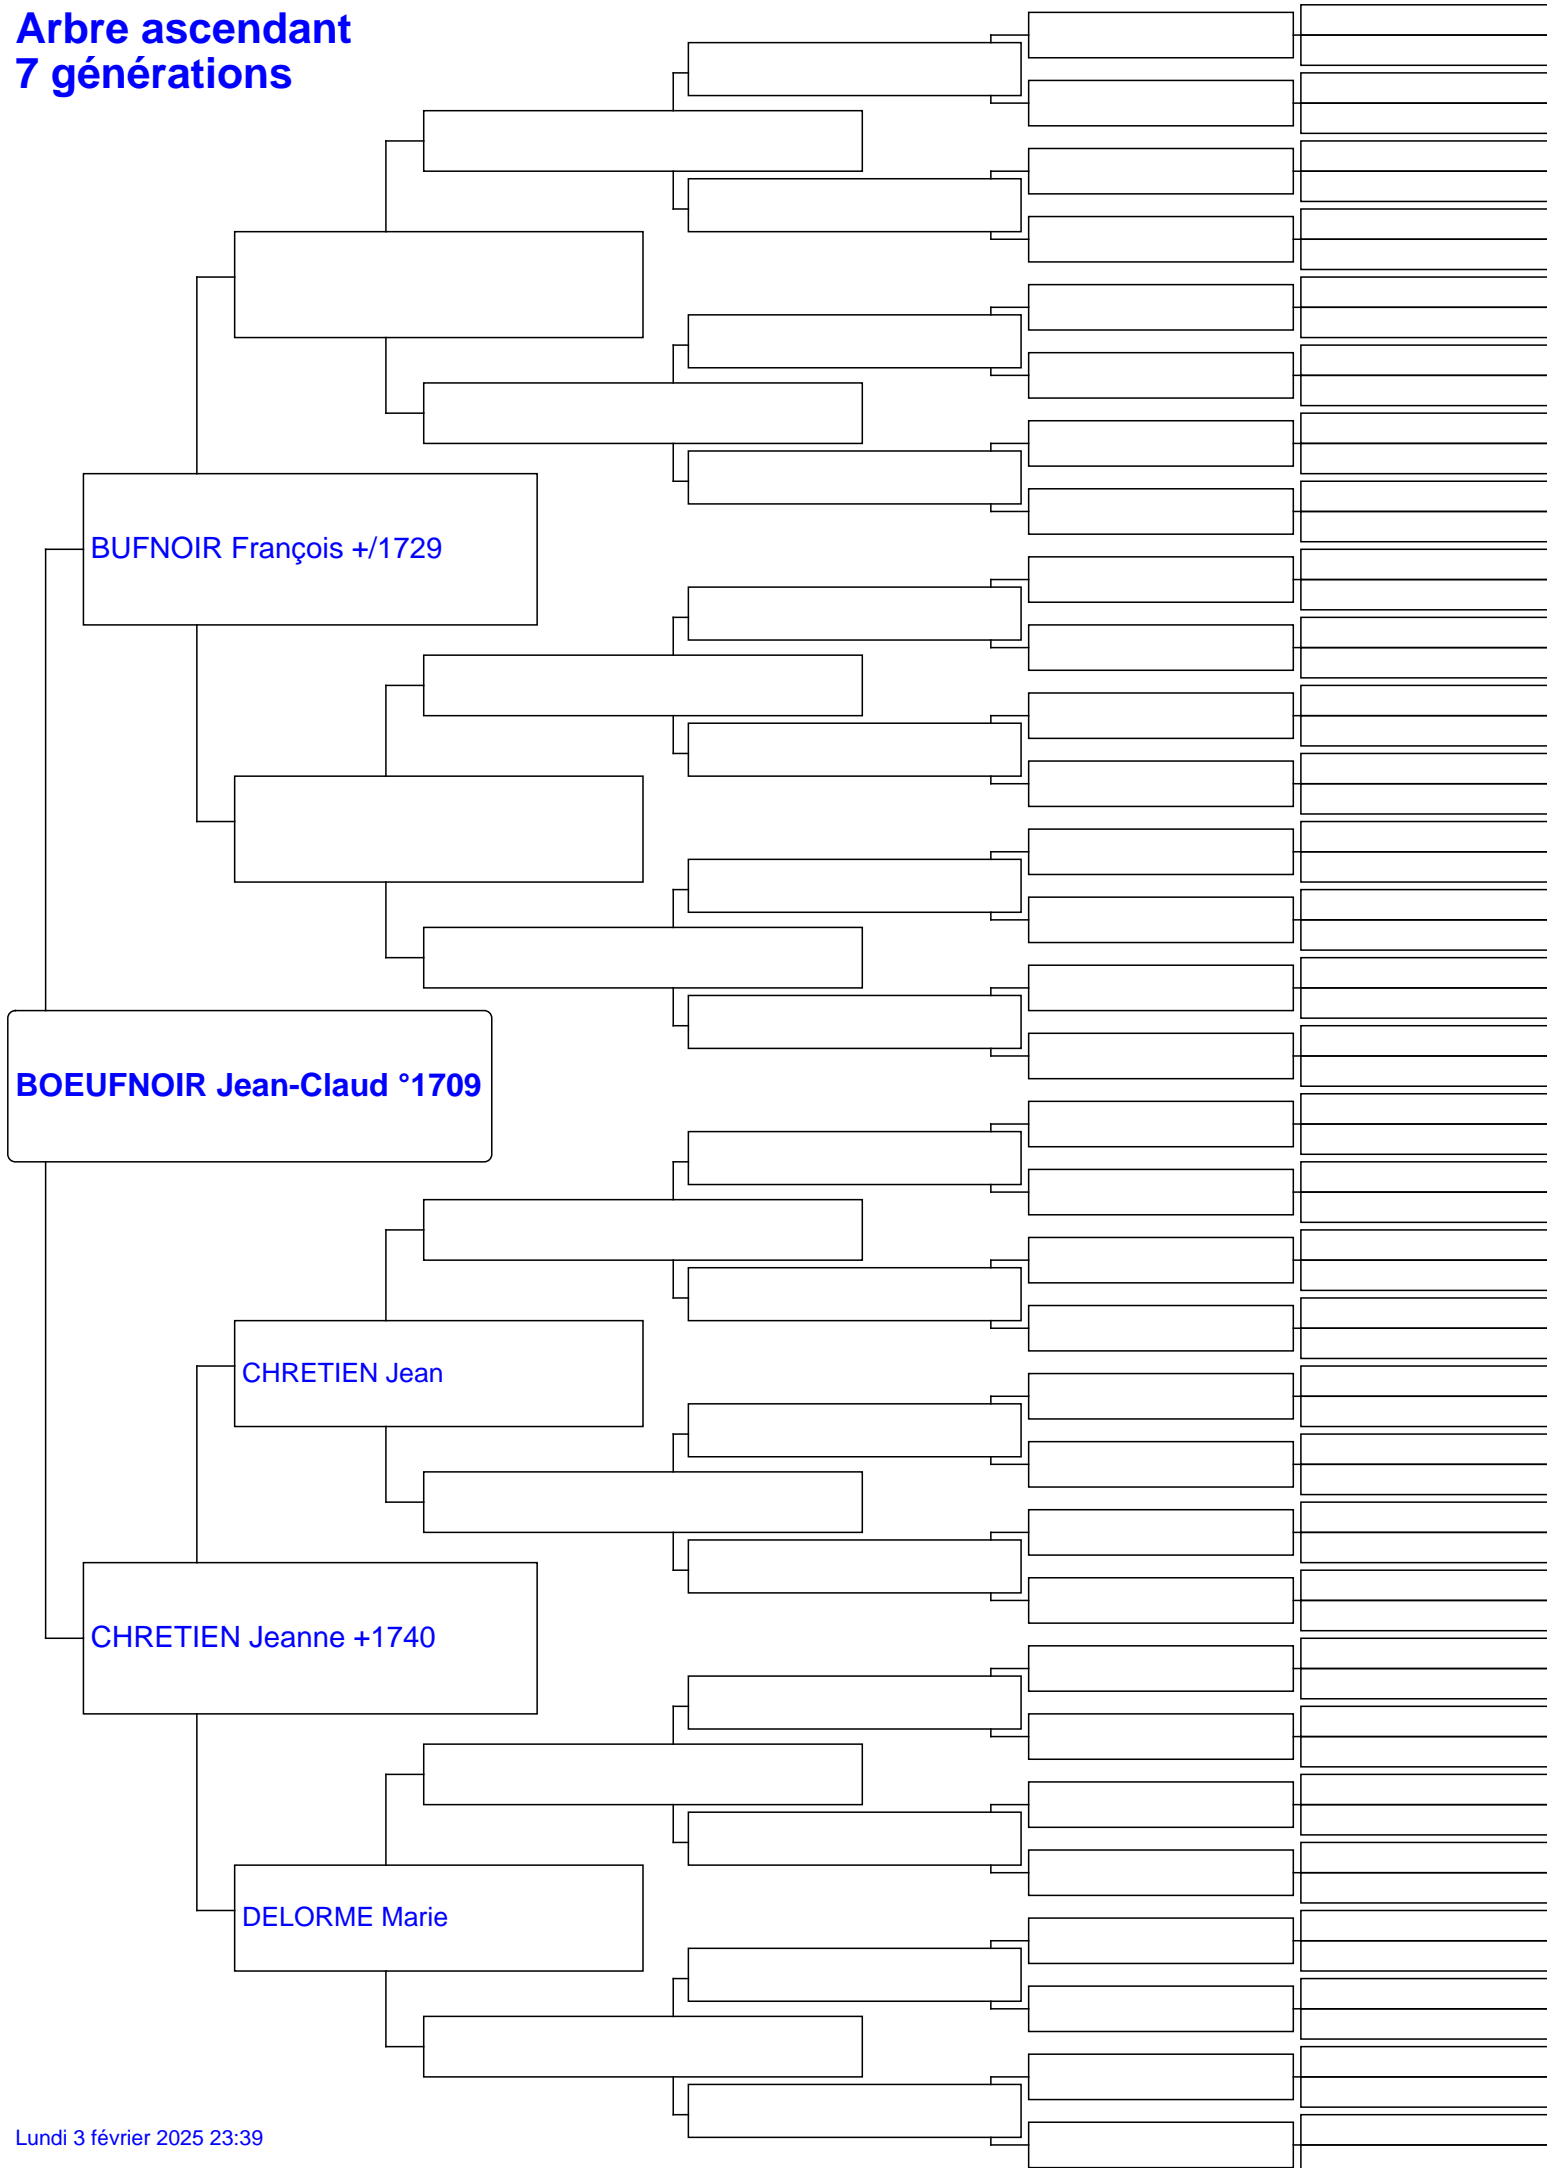 Arbre ascendant
7 générations
BUFNOIR François +/1729
BOEUFNOIR Jean-Claud °1709
CHRETIEN Jean
CHRETIEN Jeanne +1740
DELORME Marie
Lundi 3 février 2025 23:39